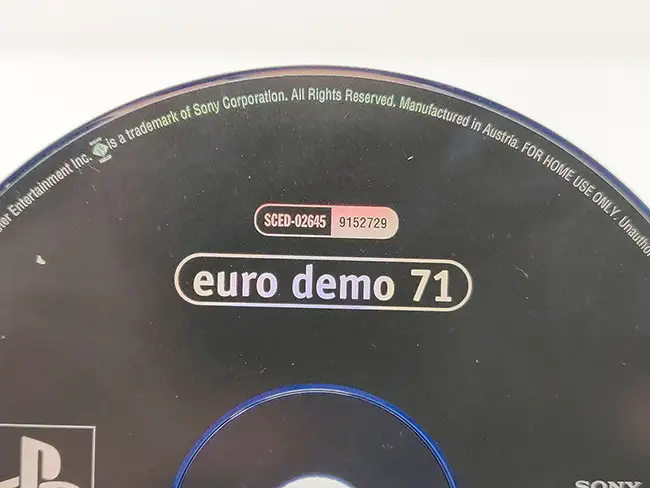 er Entertainment Inc. is a trademark of Sony Corporation. All Rights Reserved. Manufactured in Austria. FOR HOME USE ONLY. Unautho
SCED-02645 9152729
euro demo 71
SONY